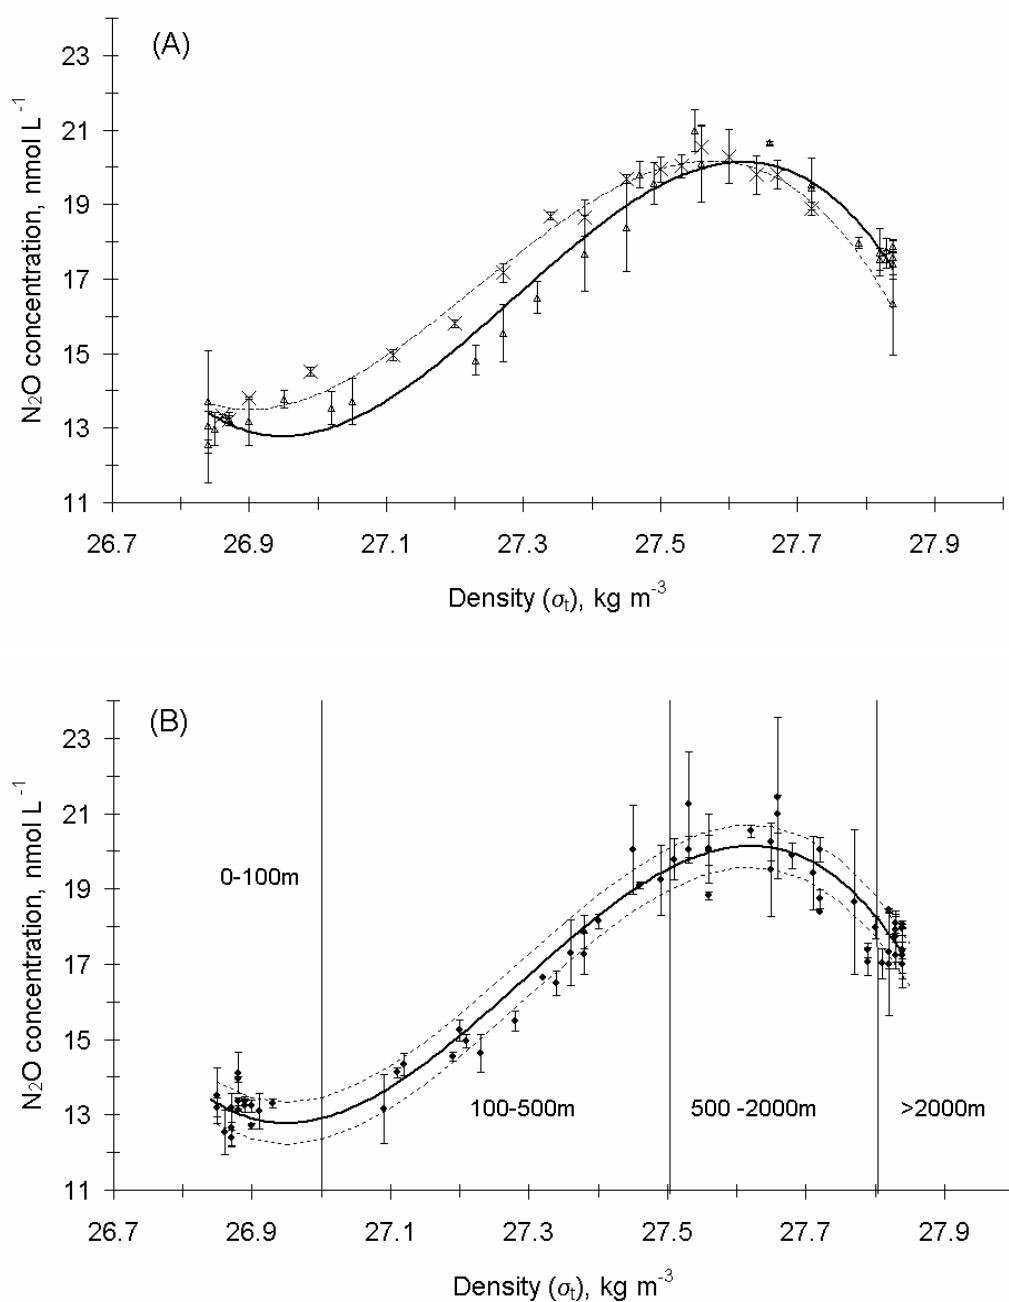 (A)
23
21
19
17
15
13
11
N₂O concentration, nmol L⁻¹
26.7 26.9 27.1 27.3 27.5 27.7 27.9
Density (σₜ), kg m⁻³
(B)
23
21
19
17
15
13
11
N₂O concentration, nmol L⁻¹
0-100m
100-500m
500 -2000m
>2000m
26.7 26.9 27.1 27.3 27.5 27.7 27.9
Density (σₜ), kg m⁻³